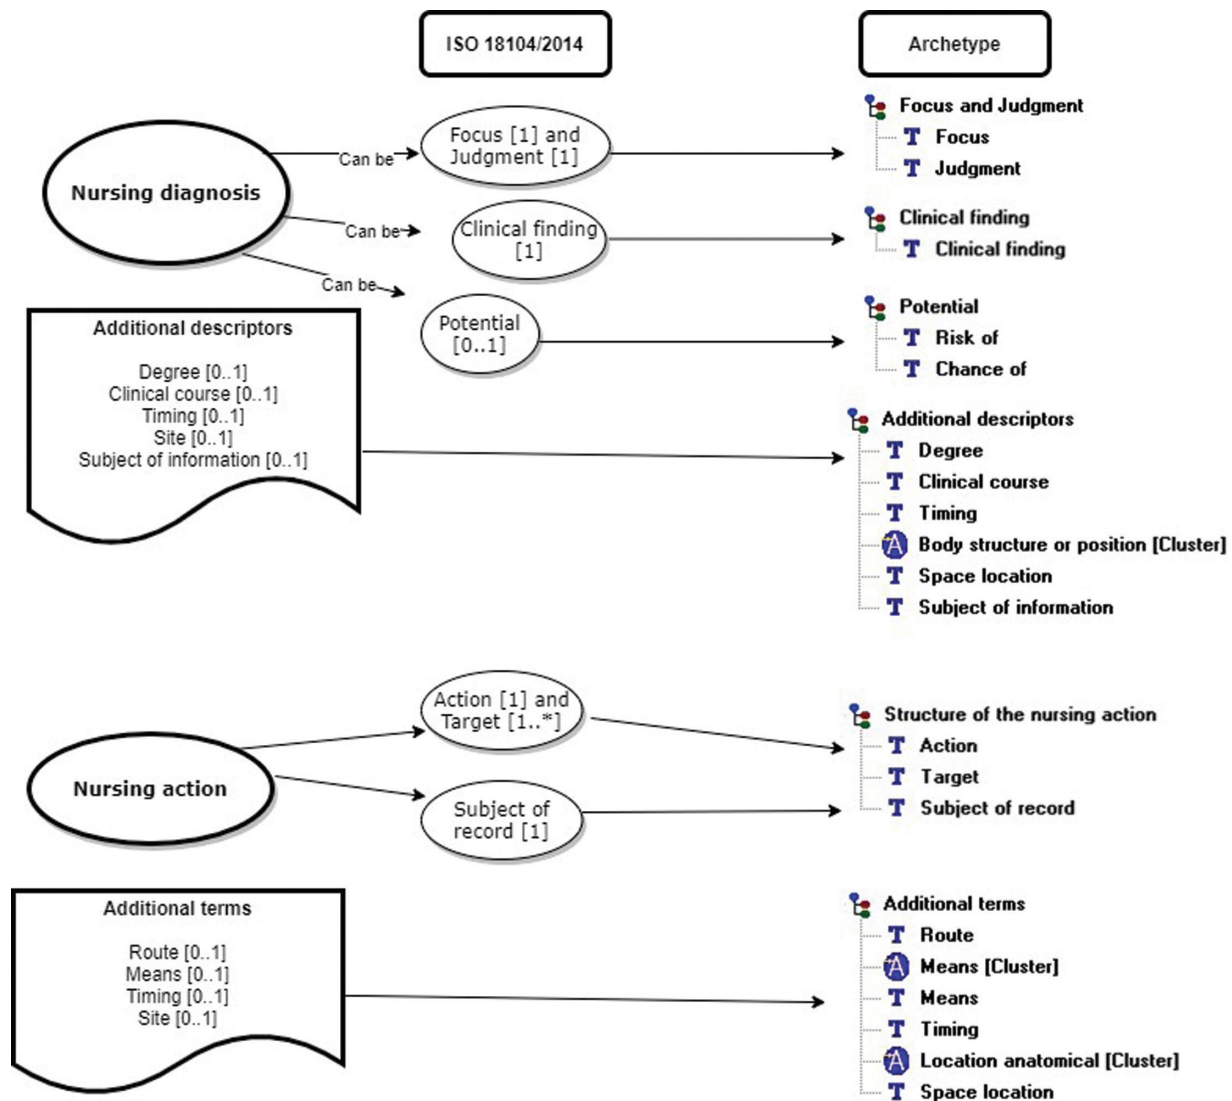 ISO 18104/2014
Archetype
Nursing diagnosis
Can be
Focus [1] and
Judgment [1]
Focus and Judgment
Focus
Judgment
Can be
Clinical finding
[1]
Clinical finding
Clinical finding
Can be
Potential
[0..1]
Potential
Risk of
Chance of
Additional descriptors
Degree [0..1]
Clinical course [0..1]
Timing [0..1]
Site [0..1]
Subject of information [0..1]
Additional descriptors
T Degree
T Clinical course
T Timing
A Body structure or position [Cluster]
T Space location
T Subject of information
Nursing action
Action [1] and
Target [1..*]
Subject of
record [1]
Structure of the nursing action
T Action
T Target
T Subject of record
Additional terms
Route [0..1]
Means [0..1]
Timing [0..1]
Site [0..1]
Additional terms
T Route
A Means [Cluster]
T Means
T Timing
A Location anatomical [Cluster]
T Space location